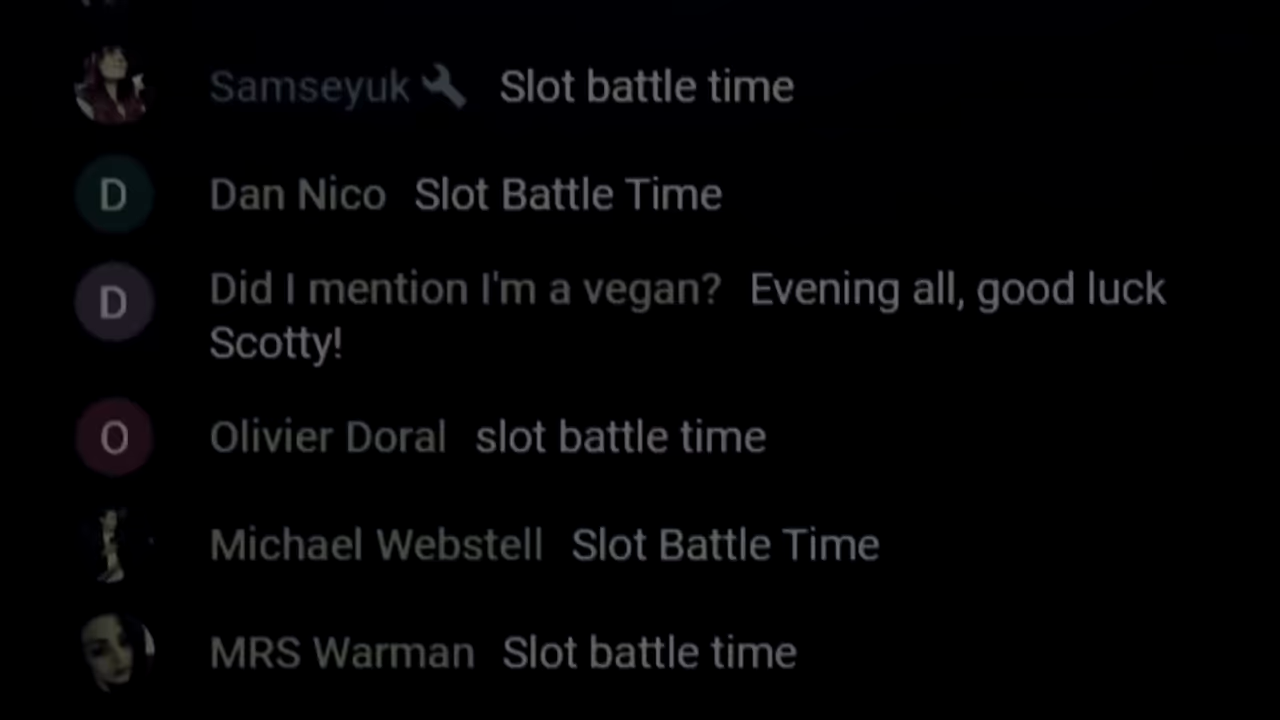 Samseyuk Slot battle time
D Dan Nico Slot Battle Time
D Did I mention I'm a vegan? Evening all, good luck
Scotty!
O Olivier Doral slot battle time
Michael Webstell Slot Battle Time
MRS Warman Slot battle time